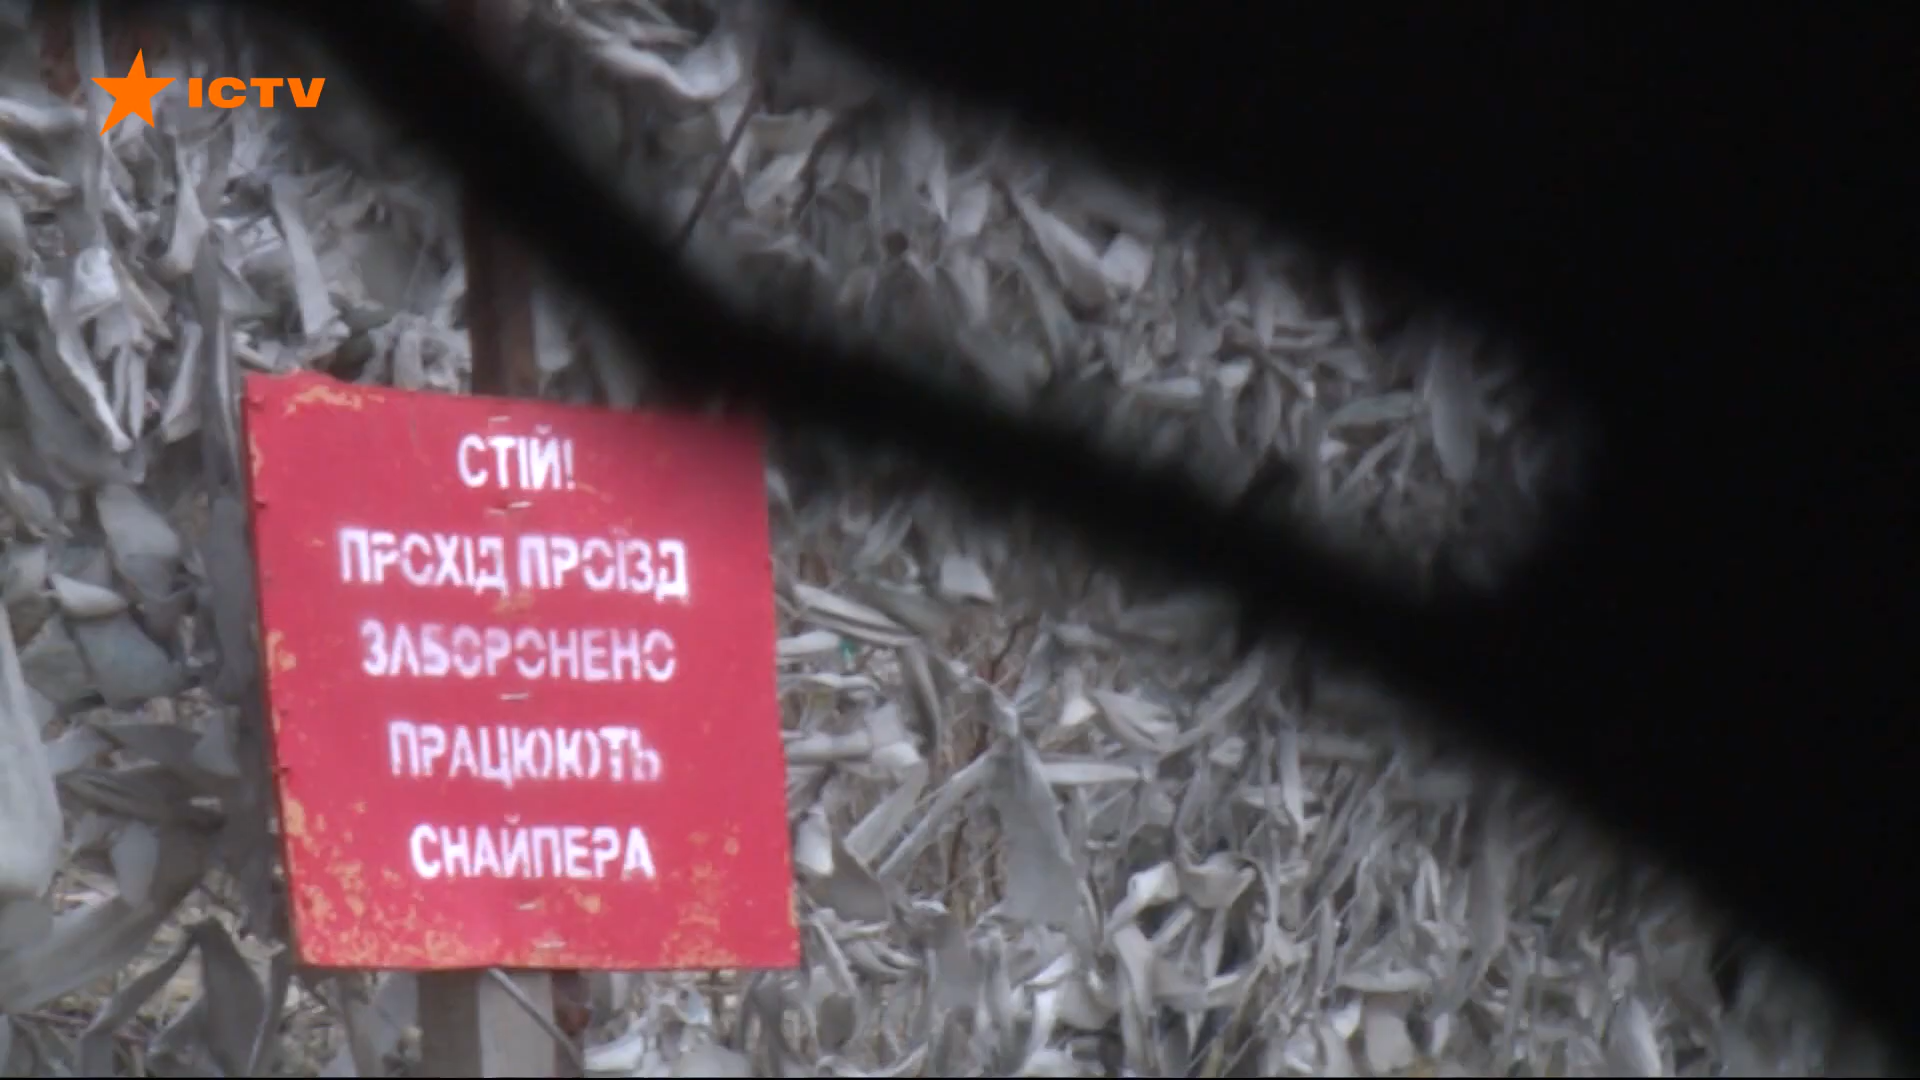 ICTV
СТІЙ!
ПРОХІД ПРОЇЗД
ЗАБОРОНЕНО
ПРАЦЮЮТЬ
СНАЙПЕРА